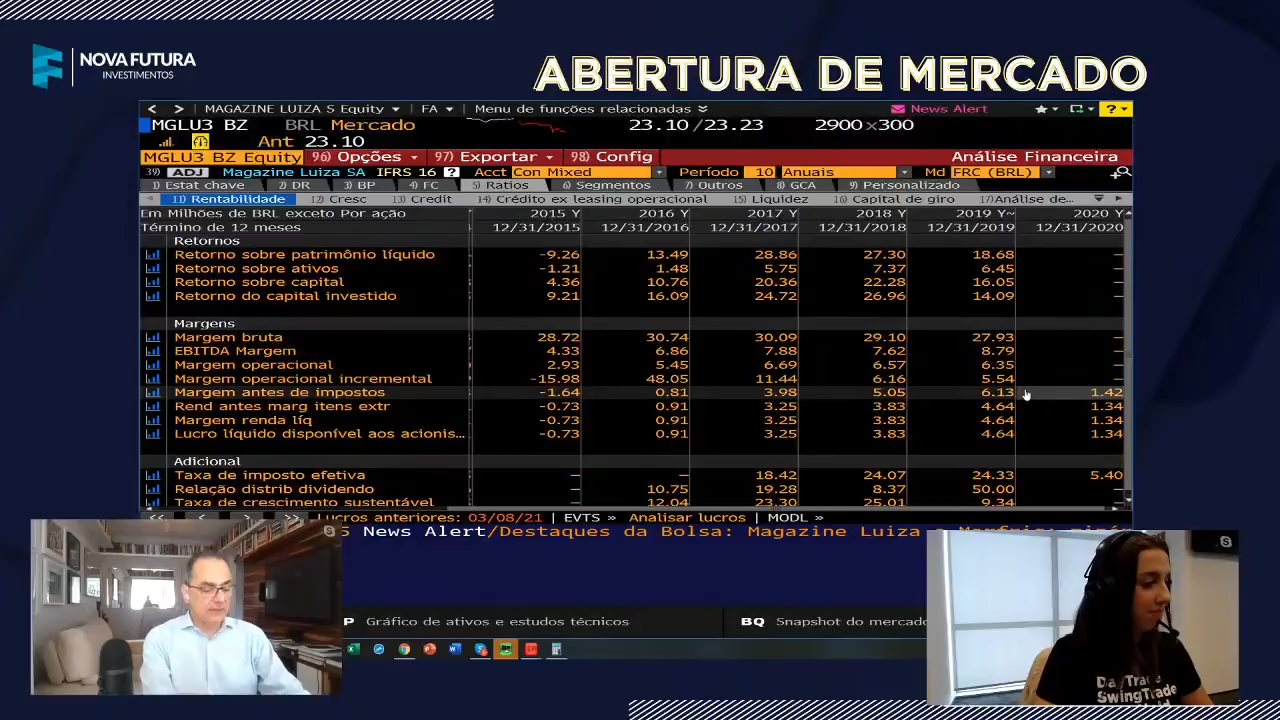 NOVA FUTURA
INVESTIMENTOS
ABERTURA DE MERCADO
< > MAGAZINE LUIZA S Equity FA Menu de funções relacionadas News Alert ?
MGLU3 BZ BRL Mercado 23.10/23.23 2900x300
Ant 23.10
MGLU3 BZ Equity 96) Opções 97) Exportar 98) Config Análise Financeira
39) ADJ Magazine Luiza SA IFRS 16 ? Acct Con Mixed Período 10 Anuais Md FRC (BRL)
1) Estat chave 2) DR 3) BP 4) FC 5) Ratios 6) Segmentos 7) Outros 8) GCA 9) Personalizado
11) Rentabilidade 12) Cresc 13) Credit 14) Crédito ex leasing operacional 15) Liquidez 16) Capital de giro 17) Análise de...
Em Milhões de BRL exceto Por ação 2015 Y 2016 Y 2017 Y 2018 Y 2019 Y~ 2020 Y
Término de 12 meses 12/31/2015 12/31/2016 12/31/2017 12/31/2018 12/31/2019 12/31/2020
Retornos
Retorno sobre patrimônio líquido -9.26 13.49 28.86 27.30 18.68 —
Retorno sobre ativos -1.21 1.48 5.75 7.37 6.45 —
Retorno sobre capital 4.36 10.76 20.36 22.28 16.05 —
Retorno do capital investido 9.21 16.09 24.72 26.96 14.09 —
Margens
Margem bruta 28.72 30.74 30.09 29.10 27.93 —
EBITDA Margem 4.33 6.86 7.88 7.62 8.79 —
Margem operacional 2.93 5.45 6.69 6.57 6.35 —
Margem operacional incremental -15.98 48.05 11.44 6.16 5.54 —
Margem antes de impostos -1.64 0.81 3.98 5.05 6.13 1.42
Rend antes marg itens extr -0.73 0.91 3.25 3.83 4.64 1.34
Margem renda líq -0.73 0.91 3.25 3.83 4.64 1.34
Lucro líquido disponível aos acionis... -0.73 0.91 3.25 3.83 4.64 1.34
Adicional
Taxa de imposto efetiva — — 18.42 24.07 24.33 5.40
Relação distrib dividendo — 10.75 19.28 8.37 50.00 —
Taxa de crescimento sustentável — 12.04 23.30 25.01 9.34 —
<< < > >> Lucros anteriores: 03/08/21 EVTS » Analisar lucros MODL »
5 News Alert/Destaques da Bolsa: Magazine Luiza
P Gráfico de ativos e estudos técnicos BQ Snapshot do mercado
DayTrade
SwingTrade